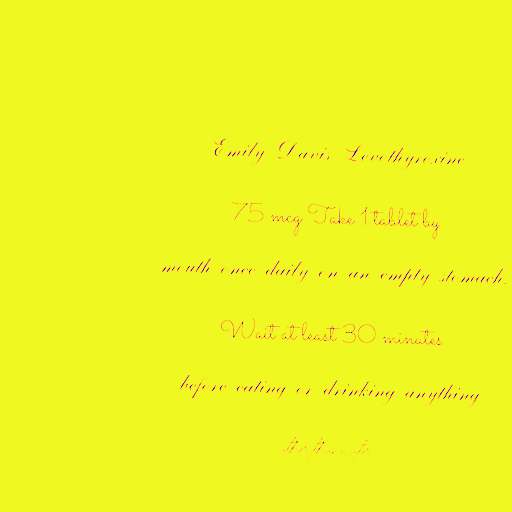 Emily Davis Levothyroxine
75 mcg Take 1 tablet by
mouth once daily on an empty stomach.
Wait at least 30 minutes
before eating or drinking anything